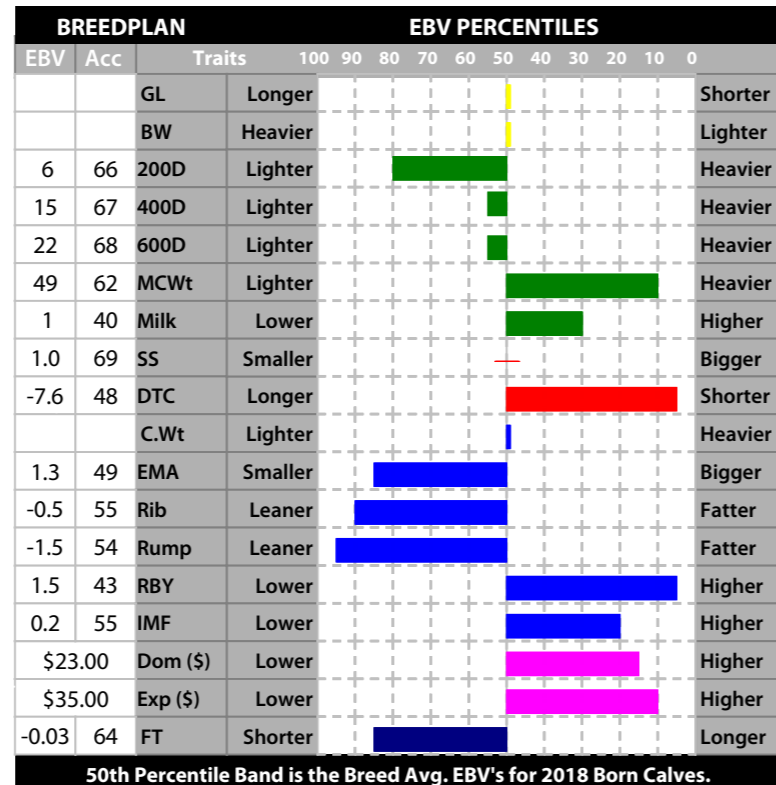 BREEDPLAN EBV PERCENTILES
EBV Acc Traits 100 90 80 70 60 50 40 30 20 10 0
GL Longer Shorter
BW Heavier Lighter
6 66 200D Lighter Heavier
15 67 400D Lighter Heavier
22 68 600D Lighter Heavier
49 62 MCWt Lighter Heavier
1 40 Milk Lower Higher
1.0 69 SS Smaller Bigger
-7.6 48 DTC Longer Shorter
C.Wt Lighter Heavier
1.3 49 EMA Smaller Bigger
-0.5 55 Rib Leaner Fatter
-1.5 54 Rump Leaner Fatter
1.5 43 RBY Lower Higher
0.2 55 IMF Lower Higher
$23.00 Dom ($) Lower Higher
$35.00 Exp ($) Lower Higher
-0.03 64 FT Shorter Longer
50th Percentile Band is the Breed Avg. EBV's for 2018 Born Calves.